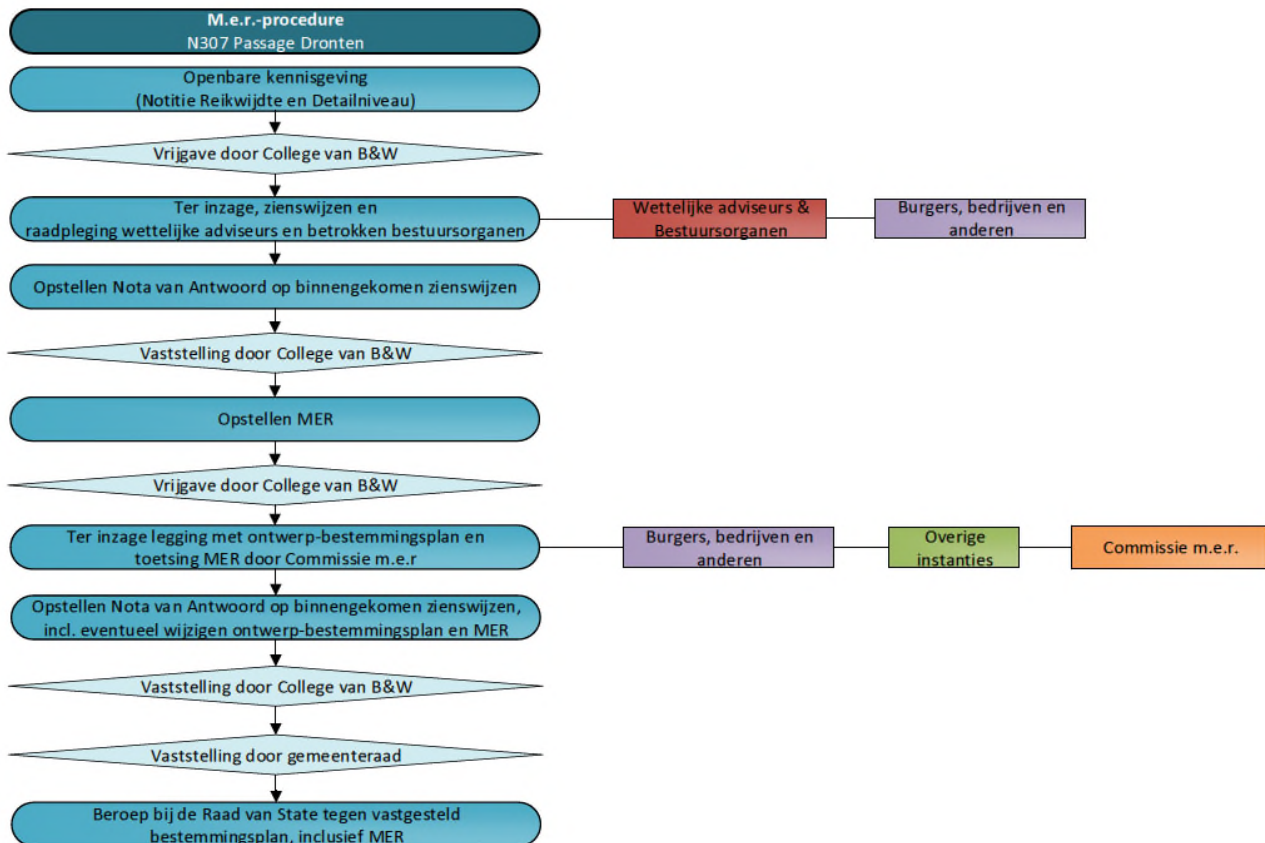 M.e.r.-procedure
N307 Passage Dronten
Openbare kennisgeving
(Notitie Reikwijdte en Detailniveau)
Vrijgave door College van B&W
Ter inzage, zienswijzen en
raadpleging wettelijke adviseurs en betrokken bestuursorganen
Wettelijke adviseurs &
Bestuursorganen
Burgers, bedrijven en
anderen
Opstellen Nota van Antwoord op binnengekomen zienswijzen
Vaststelling door College van B&W
Opstellen MER
Vrijgave door College van B&W
Ter inzage legging met ontwerp-bestemmingsplan en
toetsing MER door Commissie m.e.r
Burgers, bedrijven en
anderen
Overige
instanties
Commissie m.e.r.
Opstellen Nota van Antwoord op binnengekomen zienswijzen,
incl. eventueel wijzigen ontwerp-bestemmingsplan en MER
Vaststelling door College van B&W
Vaststelling door gemeenteraad
Beroep bij de Raad van State tegen vastgesteld
bestemmingsplan, inclusief MER